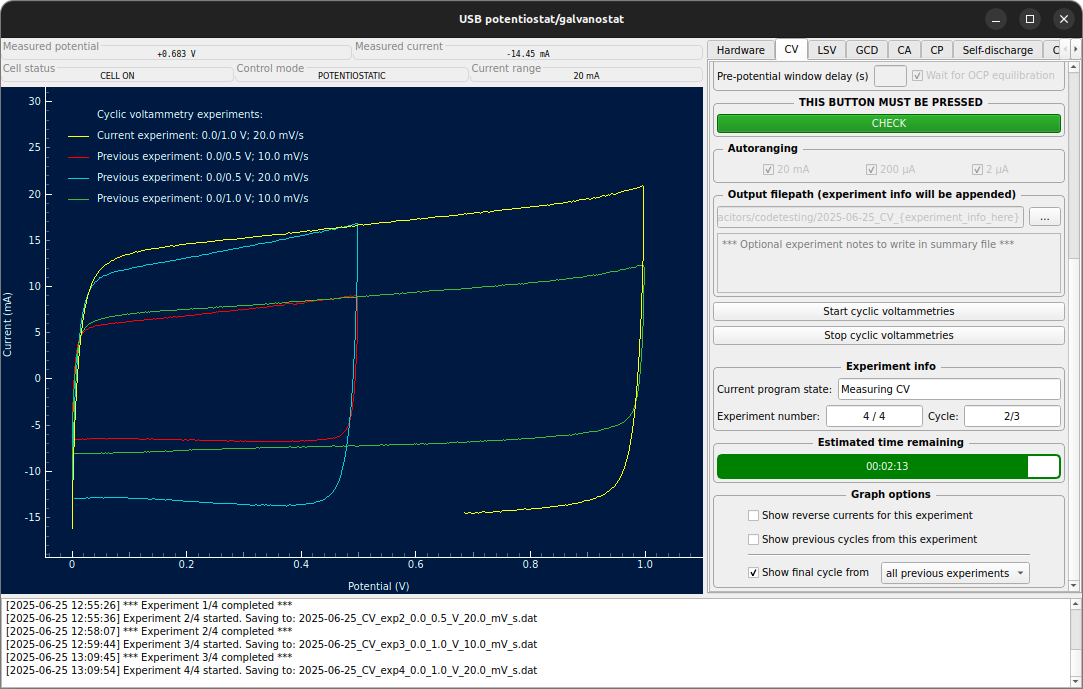 USB potentiostat/galvanostat
Measured potential
+0.683 V
Measured current
-14.45 mA
Cell status
CELL ON
Control mode
POTENTIOSTATIC
Current range
20 mA
30
25
20
15
10
5
0
-5
-10
-15
Current (mA)
Cyclic voltammetry experiments:
Current experiment: 0.0/1.0 V; 20.0 mV/s
Previous experiment: 0.0/0.5 V; 10.0 mV/s
Previous experiment: 0.0/0.5 V; 20.0 mV/s
Previous experiment: 0.0/1.0 V; 10.0 mV/s
0 0.2 0.4 0.6 0.8 1.0
Potential (V)
Hardware CV LSV GCD CA CP Self-discharge C
Pre-potential window delay (s) Wait for OCP equilibration
THIS BUTTON MUST BE PRESSED
CHECK
Autoranging
20 mA 200 µA 2 µA
Output filepath (experiment info will be appended)
acitors/codetesting/2025-06-25_CV_{experiment_info_here} ...
*** Optional experiment notes to write in summary file ***
Start cyclic voltammetries
Stop cyclic voltammetries
Experiment info
Current program state: Measuring CV
Experiment number: 4 / 4 Cycle: 2/3
Estimated time remaining
00:02:13
Graph options
Show reverse currents for this experiment
Show previous cycles from this experiment
Show final cycle from all previous experiments
[2025-06-25 12:55:26] *** Experiment 1/4 completed ***
[2025-06-25 12:55:36] Experiment 2/4 started. Saving to: 2025-06-25_CV_exp2_0.0_0.5_V_20.0_mV_s.dat
[2025-06-25 12:58:07] *** Experiment 2/4 completed ***
[2025-06-25 12:59:44] Experiment 3/4 started. Saving to: 2025-06-25_CV_exp3_0.0_1.0_V_10.0_mV_s.dat
[2025-06-25 13:09:45] *** Experiment 3/4 completed ***
[2025-06-25 13:09:54] Experiment 4/4 started. Saving to: 2025-06-25_CV_exp4_0.0_1.0_V_20.0_mV_s.dat